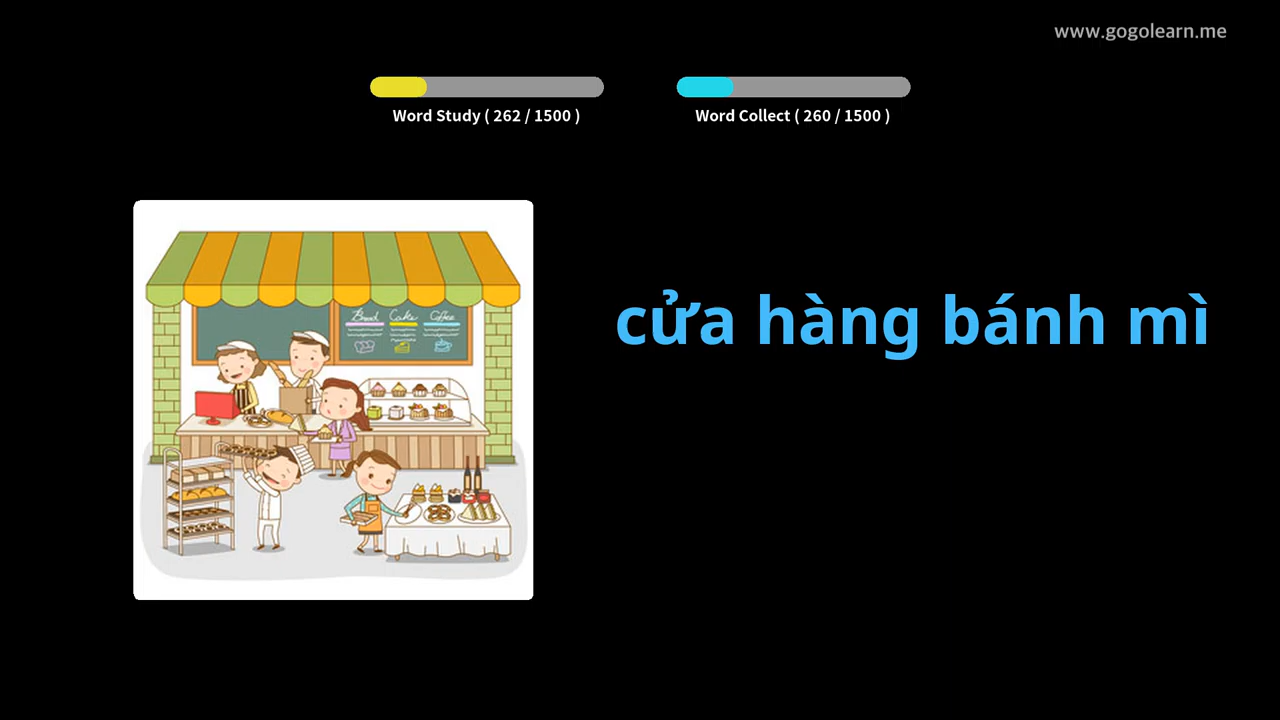 www.gogolearn.me
Word Study ( 262 / 1500 )
Word Collect ( 260 / 1500 )
cửa hàng bánh mì
Bread Cake Coffee